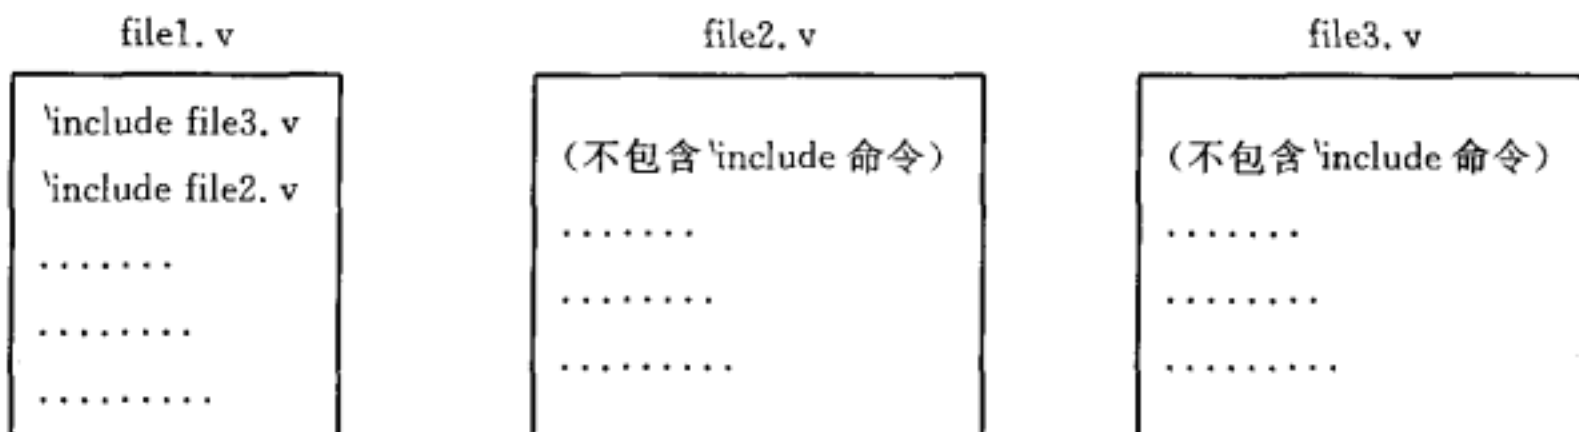 file1. v
`include file3. v
`include file2. v
.......
........
.........
file2. v
(不包含`include 命令)
.......
........
.........
file3. v
(不包含`include 命令)
.......
........
.........